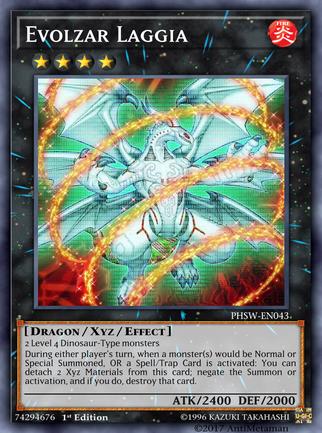 EVOLZAR LAGGIA
FIRE
炎
PHSW-EN043
[DRAGON / XYZ / EFFECT]
2 Level 4 Dinosaur-Type monsters
During either player's turn, when a monster(s) would be Normal or
Special Summoned, OR a Spell/Trap Card is activated: You can
detach 2 Xyz Materials from this card; negate the Summon or
activation, and if you do, destroy that card.
ATK/2400 DEF/2000
74294676 1st Edition ©1996 KAZUKI TAKAHASHI
©2017 AntiMetaman